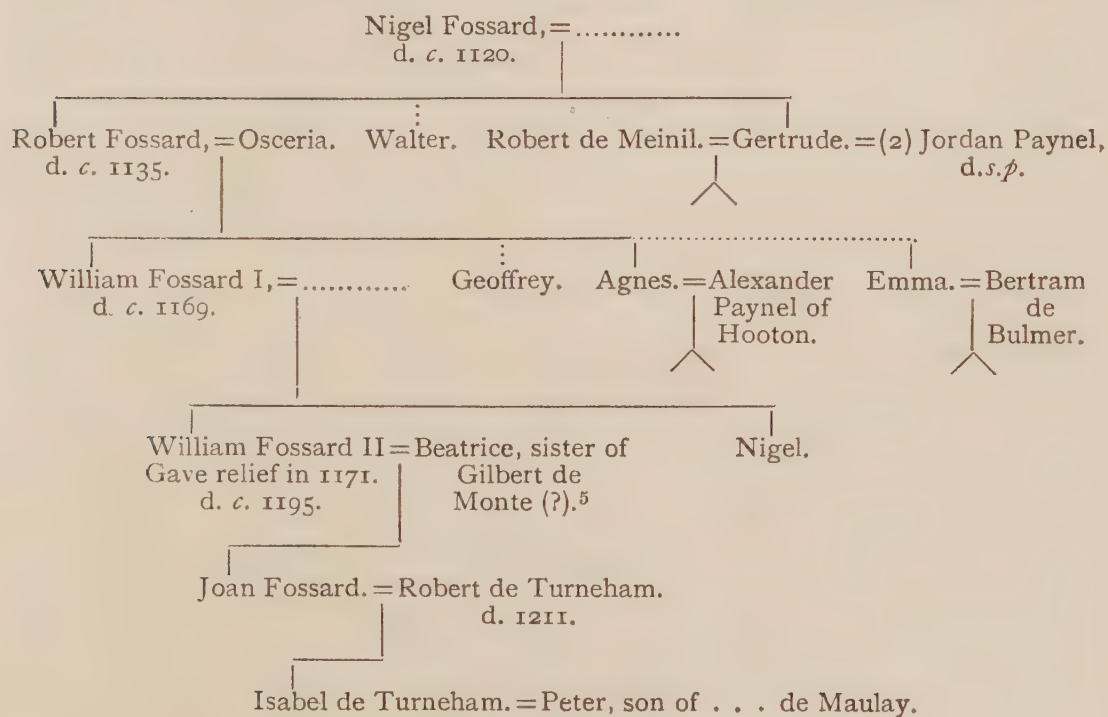 Nigel Fossard, = ............
d. c. 1120.
Robert Fossard, = Osceria. Walter. Robert de Meinil. = Gertrude. = (2) Jordan Paynel,
d. c. 1135. d.s.p.
William Fossard I, = ............ Geoffrey. Agnes. = Alexander Emma. = Bertram
d. c. 1169. Paynel of de
Hooton. Bulmer.
William Fossard II = Beatrice, sister of Nigel.
Gave relief in 1171. Gilbert de
d. c. 1195. Monte (?).5
Joan Fossard. = Robert de Turneham.
d. 1211.
Isabel de Turneham. = Peter, son of . . . de Maulay.